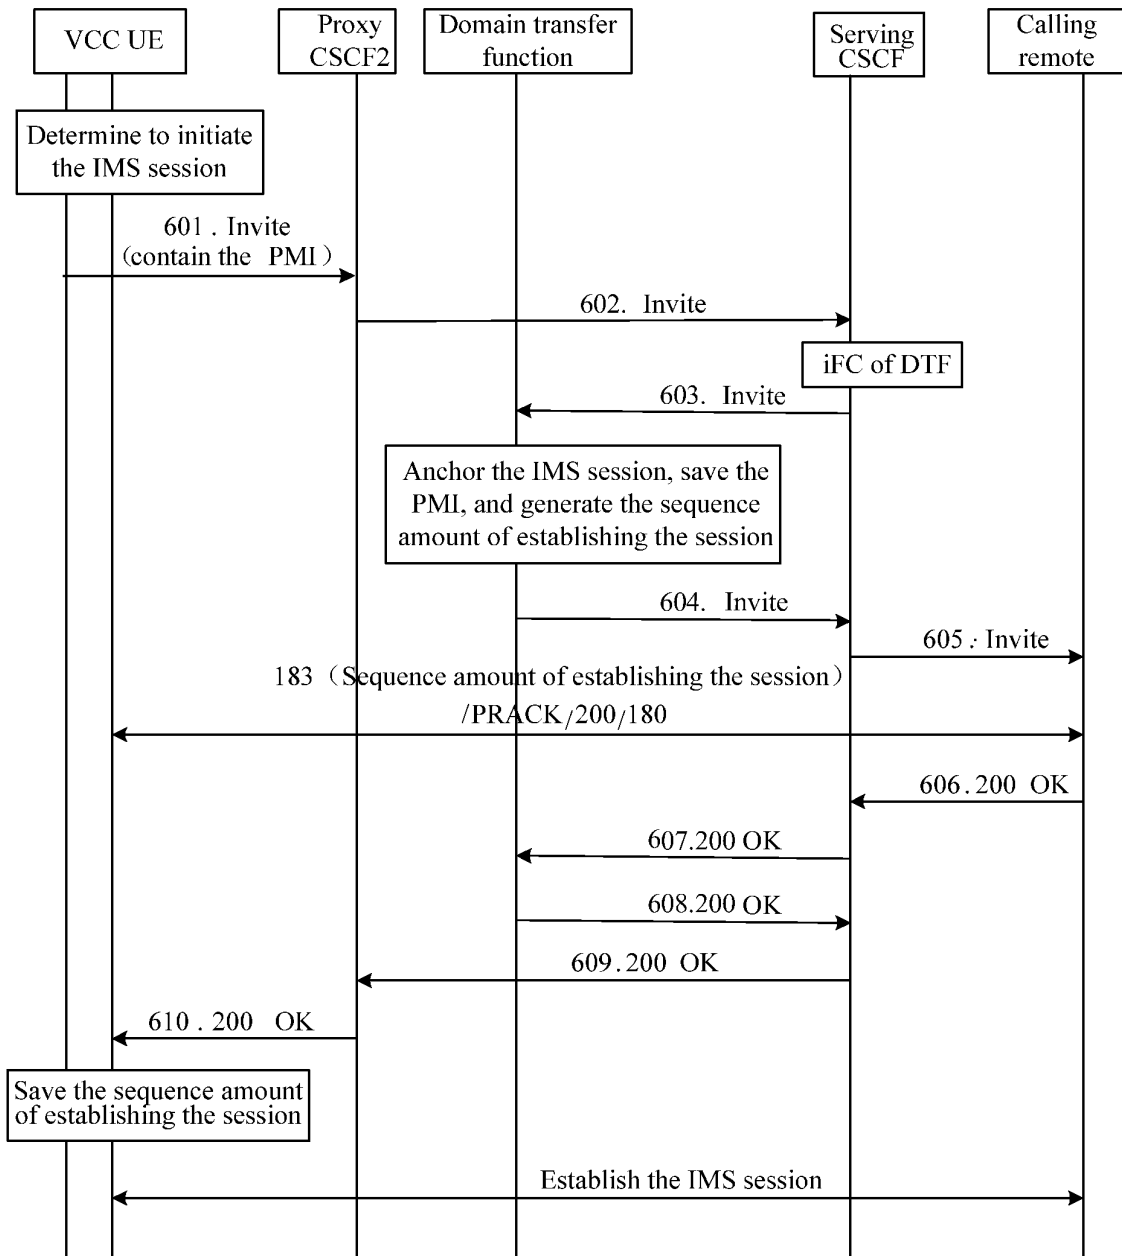 VCC UE
Proxy
CSCF2
Domain transfer
function
Serving
CSCF
Calling
remote
Determine to initiate
the IMS session
601 . Invite
(contain the PMI)
602. Invite
iFC of DTF
603. Invite
Anchor the IMS session, save the
PMI, and generate the sequence
amount of establishing the session
604. Invite
605 . Invite
183 (Sequence amount of establishing the session)
/PRACK/200/180
606.200 OK
607.200 OK
608.200 OK
609.200 OK
610 . 200 OK
Save the sequence amount
of establishing the session
Establish the IMS session